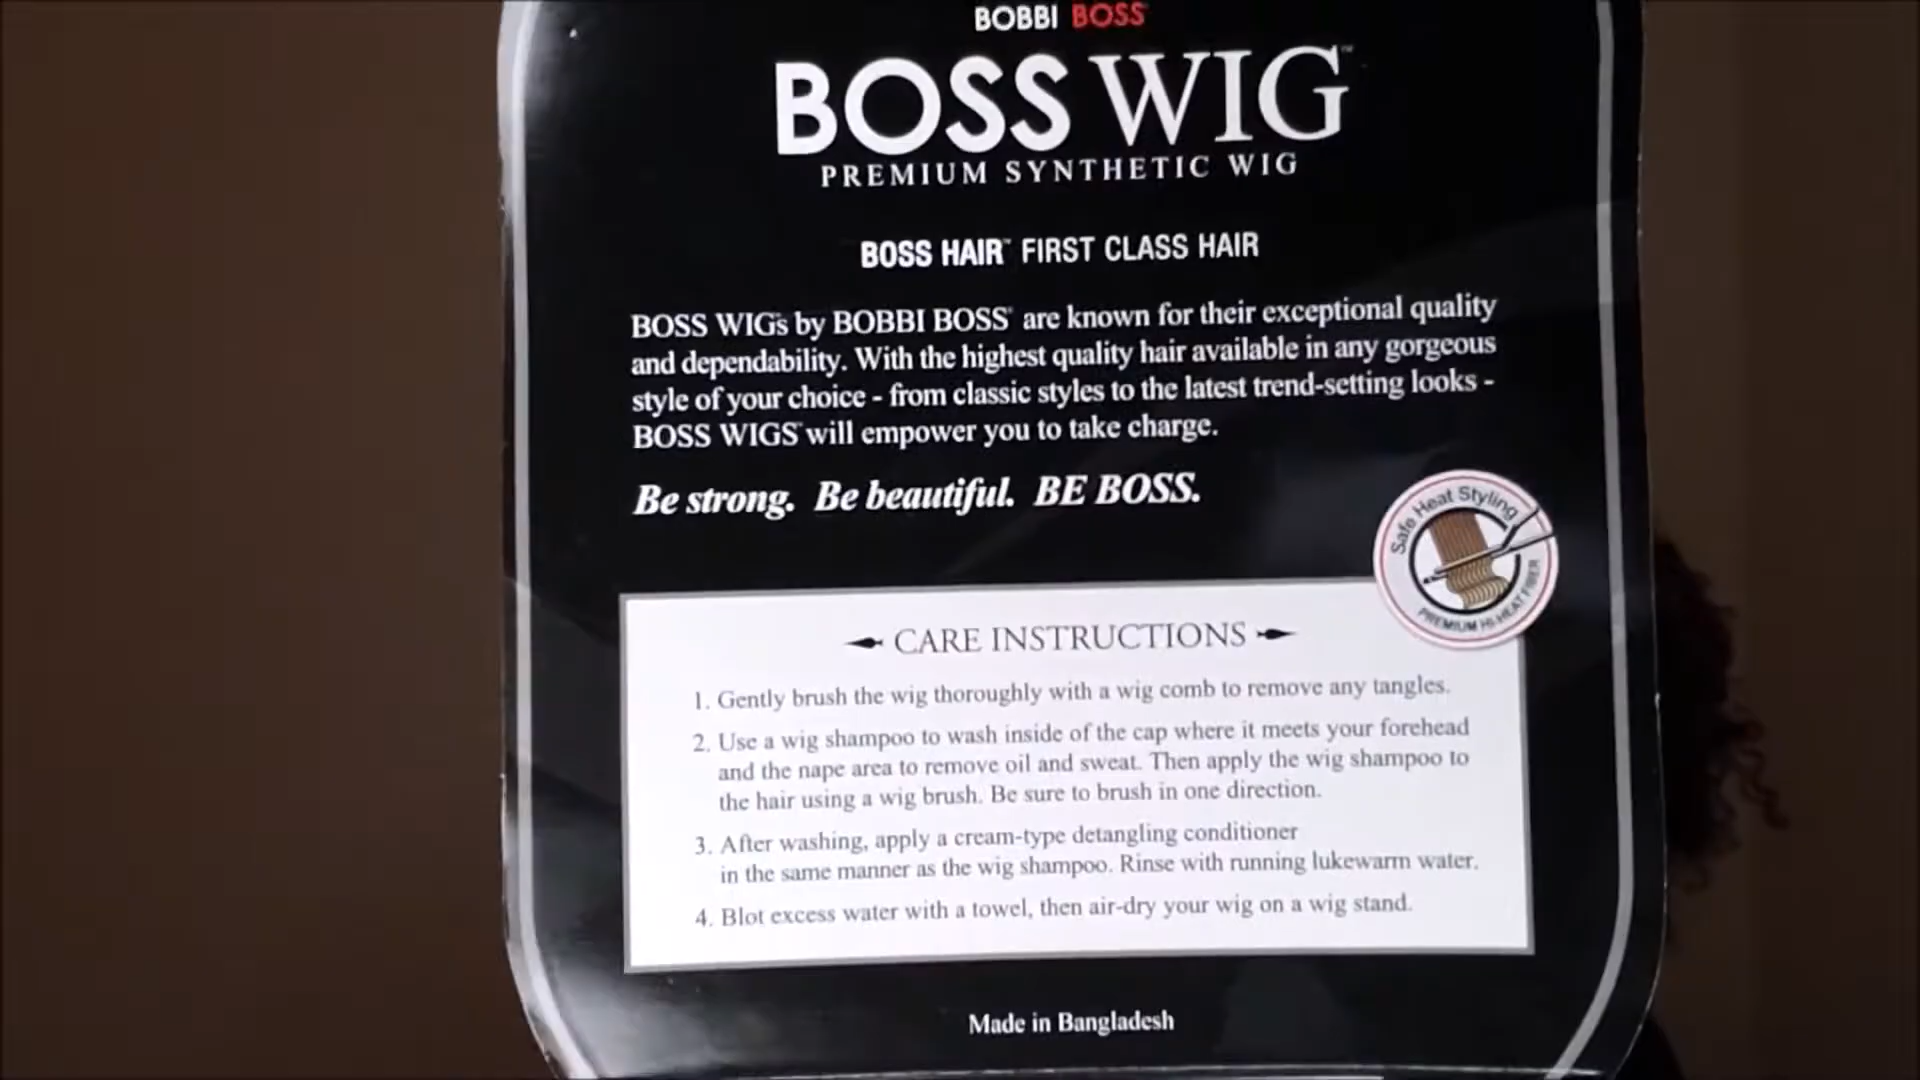 BOBBI BOSS
BOSS WIG™
PREMIUM SYNTHETIC WIG
BOSS HAIR™ FIRST CLASS HAIR
BOSS WIGs by BOBBI BOSS® are known for their exceptional quality
and dependability. With the highest quality hair available in any gorgeous
style of your choice - from classic styles to the latest trend-setting looks -
BOSS WIGS™ will empower you to take charge.
Be strong. Be beautiful. BE BOSS.
Safe Heat Styling
PREMIUM HI-HEAT FIBER
CARE INSTRUCTIONS
1. Gently brush the wig thoroughly with a wig comb to remove any tangles.
2. Use a wig shampoo to wash inside of the cap where it meets your forehead
and the nape area to remove oil and sweat. Then apply the wig shampoo to
the hair using a wig brush. Be sure to brush in one direction.
3. After washing, apply a cream-type detangling conditioner
in the same manner as the wig shampoo. Rinse with running lukewarm water.
4. Blot excess water with a towel, then air-dry your wig on a wig stand.
Made in Bangladesh